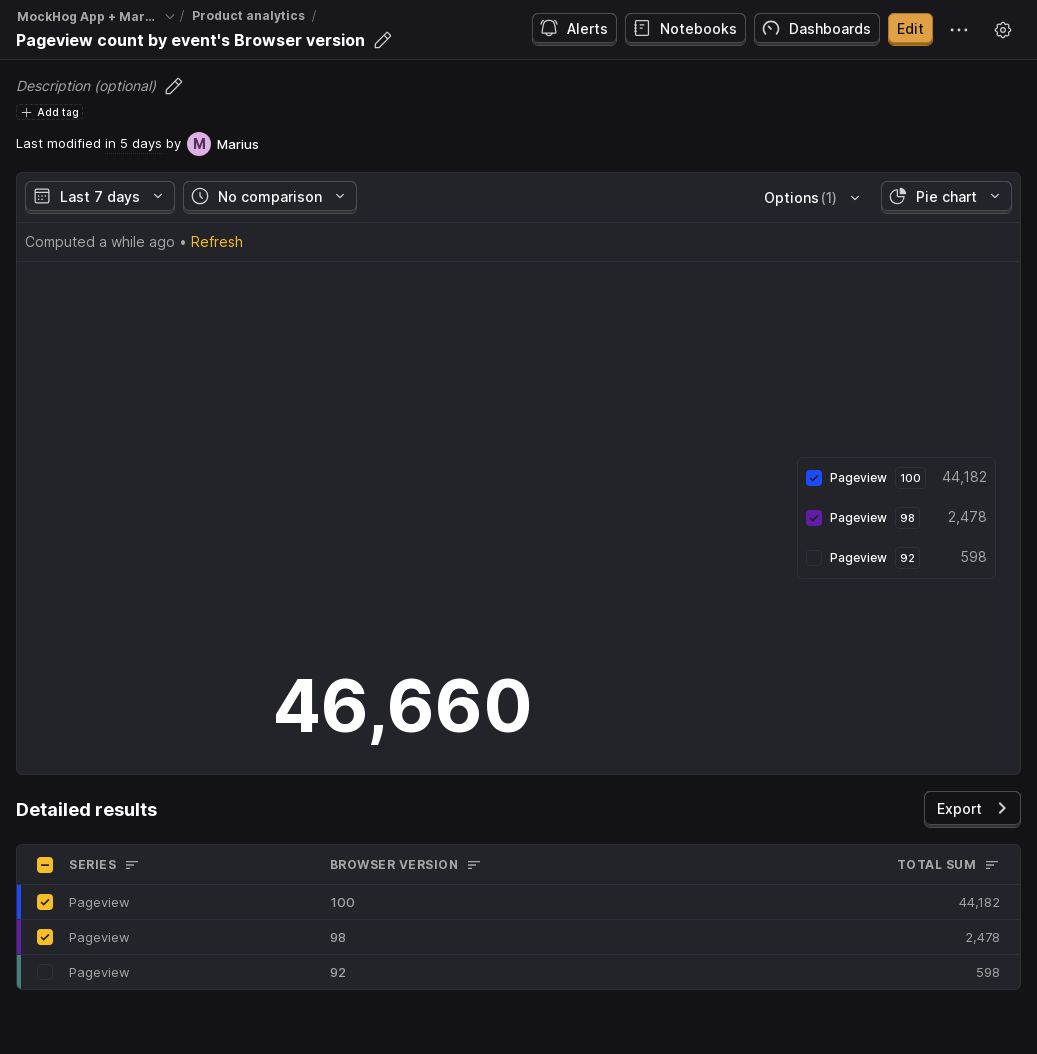 MockHog App + Mar... / Product analytics /
Pageview count by event's Browser version
Alerts Notebooks Dashboards Edit
Description (optional)
Add tag
Last modified in 5 days by M Marius
Last 7 days No comparison Options (1) Pie chart
Computed a while ago • Refresh
Pageview 100 44,182
Pageview 98 2,478
Pageview 92 598
46,660
Detailed results Export
SERIES BROWSER VERSION TOTAL SUM
Pageview 100 44,182
Pageview 98 2,478
Pageview 92 598